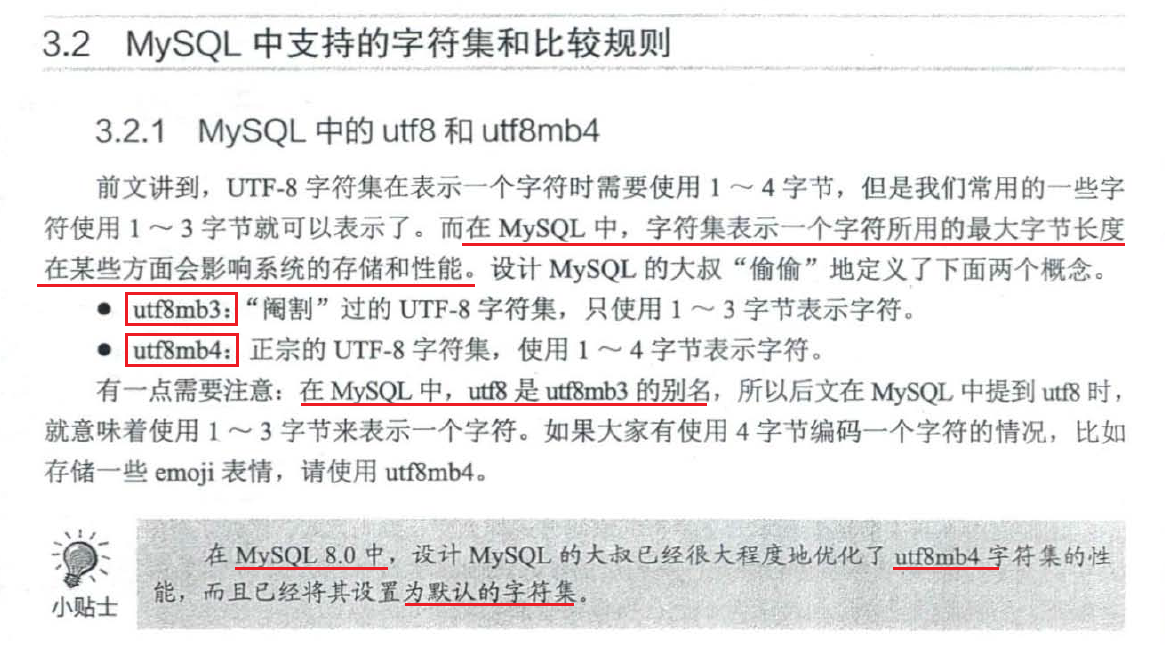 3.2 MySQL 中支持的字符集和比较规则
3.2.1 MySQL 中的 utf8 和 utf8mb4
前文讲到，UTF-8 字符集在表示一个字符时需要使用 1 ～ 4 字节，但是我们常用的一些字
符使用 1 ～ 3 字节就可以表示了。而在 MySQL 中，字符集表示一个字符所用的最大字节长度
在某些方面会影响系统的存储和性能。设计 MySQL 的大叔“偷偷”地定义了下面两个概念。
● utf8mb3：“阉割”过的 UTF-8 字符集，只使用 1 ～ 3 字节表示字符。
● utf8mb4：正宗的 UTF-8 字符集，使用 1 ～ 4 字节表示字符。
有一点需要注意：在 MySQL 中，utf8 是 utf8mb3 的别名，所以后文在 MySQL 中提到 utf8 时，
就意味着使用 1 ～ 3 字节来表示一个字符。如果大家有使用 4 字节编码一个字符的情况，比如
存储一些 emoji 表情，请使用 utf8mb4。
在 MySQL 8.0 中，设计 MySQL 的大叔已经很大程度地优化了 utf8mb4 字符集的性
能，而且已经将其设置为默认的字符集。
小贴士